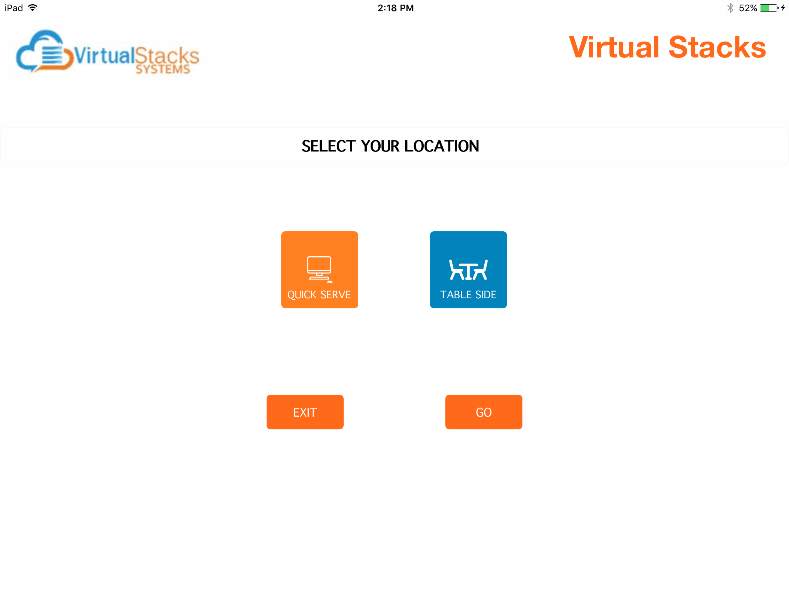 iPad 2:18 PM 52%
VirtualStacks
SYSTEMS
Virtual Stacks
SELECT YOUR LOCATION
QUICK SERVE TABLE SIDE
EXIT GO